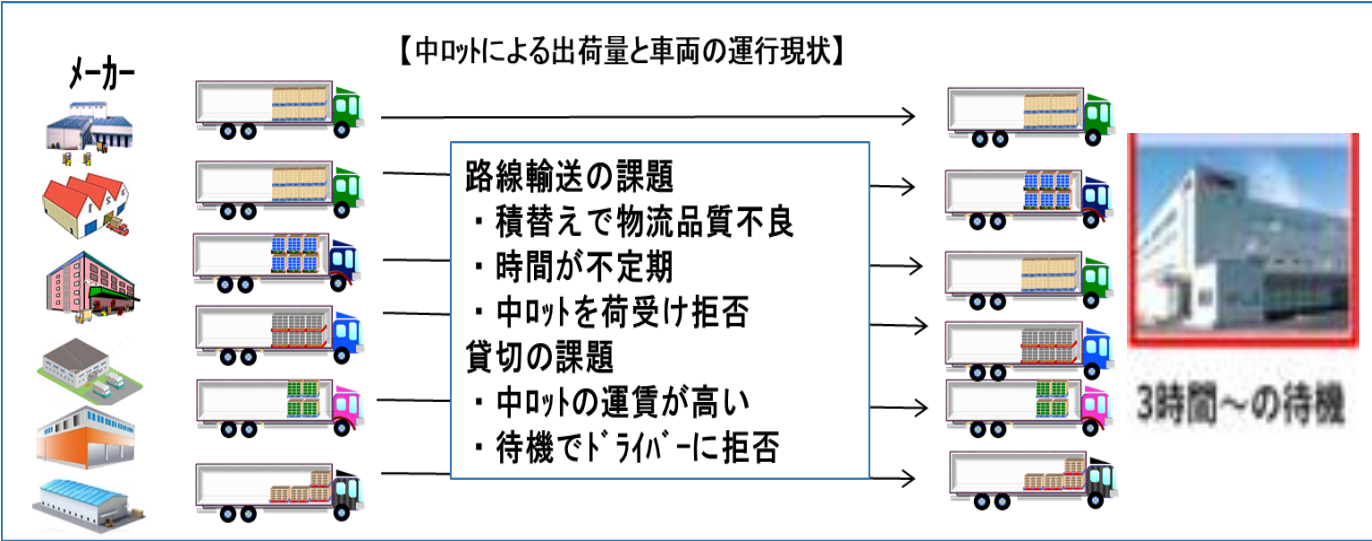 【中ﾛｯﾄによる出荷量と車両の運行現状】
メーカー
路線輸送の課題
・積替えで物流品質不良
・時間が不定期
・中ﾛｯﾄを荷受け拒否
貸切の課題
・中ﾛｯﾄの運賃が高い
・待機でﾄﾞﾗｲﾊﾞｰに拒否
3時間～の待機